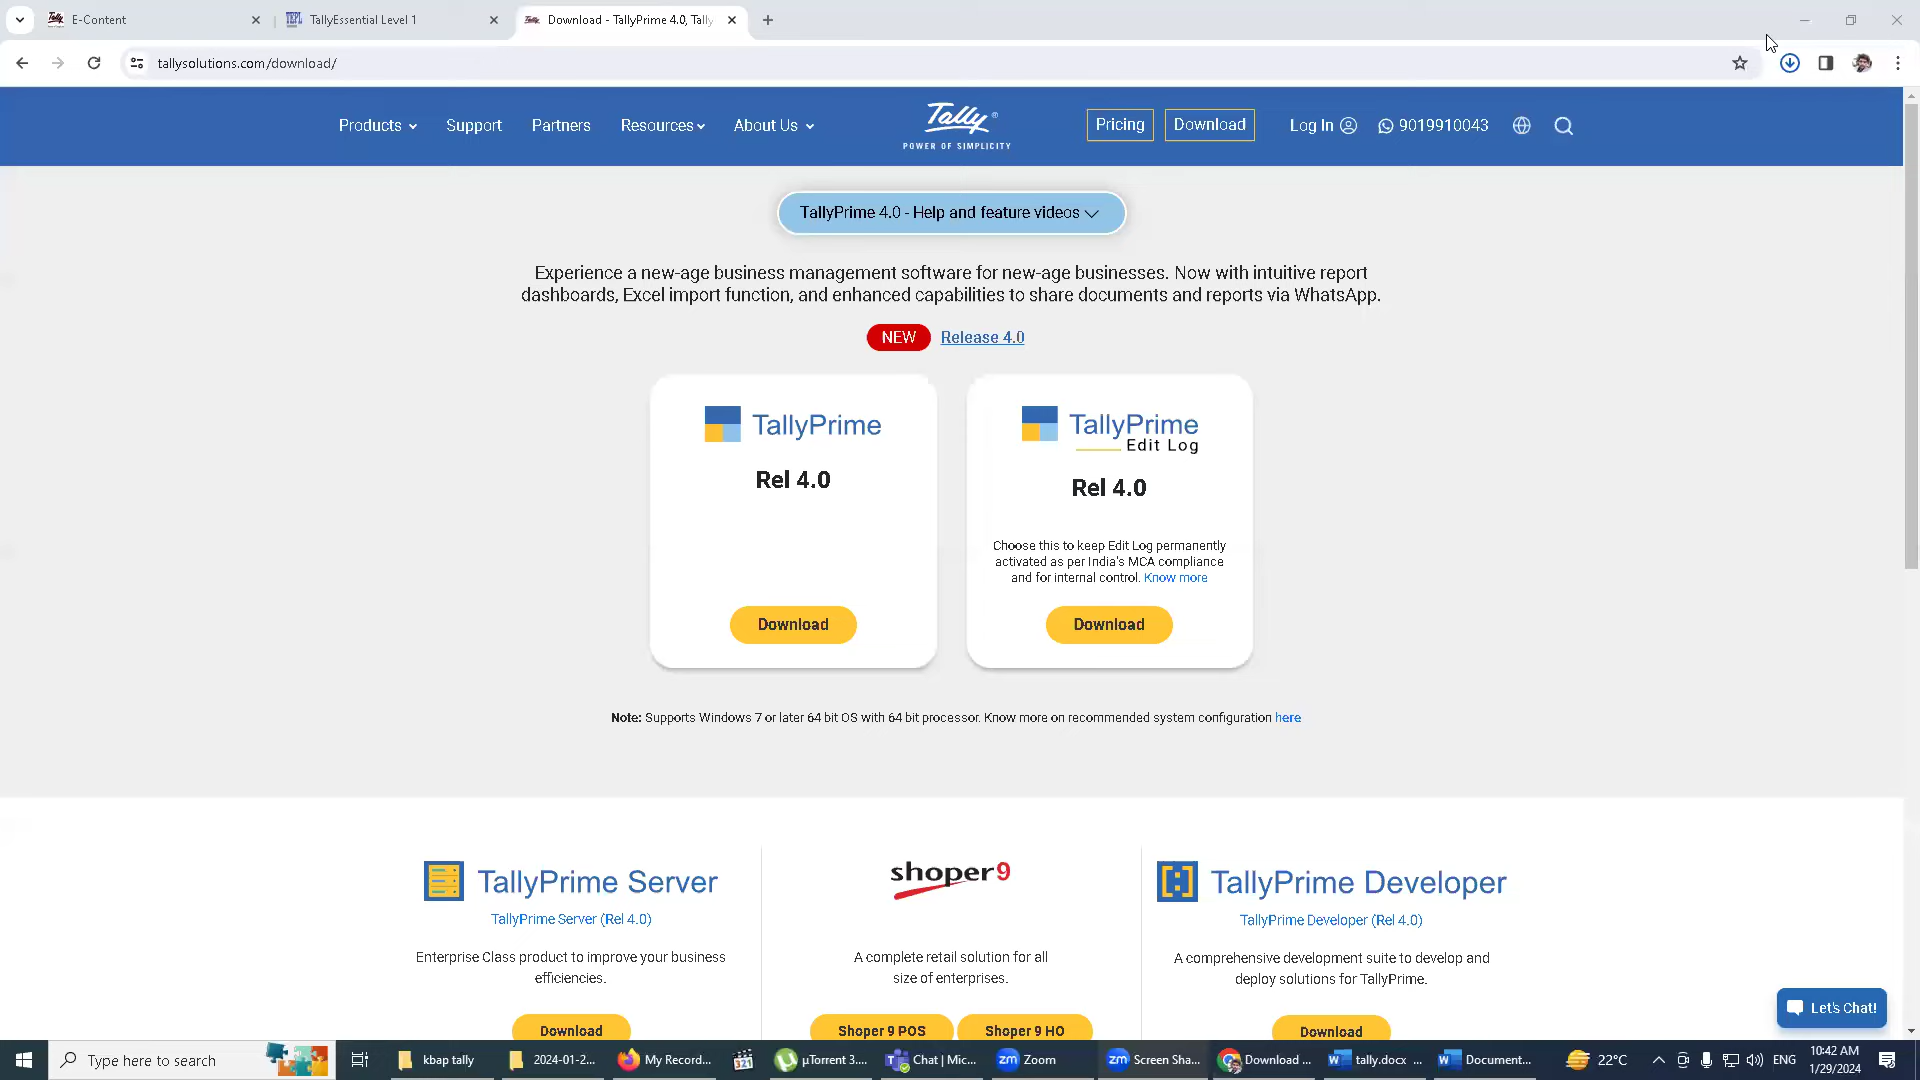 E-Content
TallyEssential Level 1
Download - TallyPrime 4.0, Tally
tallysolutions.com/download/
Products
Support
Partners
Resources
About Us
Tally
POWER OF SIMPLICITY
Pricing
Download
Log In
9019910043
TallyPrime 4.0 - Help and feature videos
Experience a new-age business management software for new-age businesses. Now with intuitive report
dashboards, Excel import function, and enhanced capabilities to share documents and reports via WhatsApp.
NEW Release 4.0
TallyPrime
Rel 4.0
Download
TallyPrime
Edit Log
Rel 4.0
Choose this to keep Edit Log permanently
activated as per India's MCA compliance
and for internal control. Know more
Download
Note: Supports Windows 7 or later 64 bit OS with 64 bit processor. Know more on recommended system configuration here
TallyPrime Server
TallyPrime Server (Rel 4.0)
Enterprise Class product to improve your business
efficiencies.
Download
shoper9
A complete retail solution for all
size of enterprises.
Shoper 9 POS
Shoper 9 HO
TallyPrime Developer
TallyPrime Developer (Rel 4.0)
A comprehensive development suite to develop and
deploy solutions for TallyPrime.
Download
Let's Chat!
Type here to search
kbap tally
2024-01-2...
My Record...
321
µTorrent 3....
Chat | Mic...
zm Zoom
zm Screen Sha...
Download ...
tally.docx ...
Document...
22°C
ENG
10:42 AM
1/29/2024